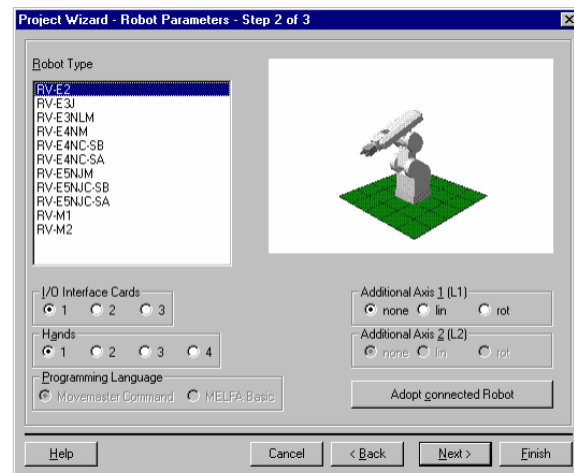 Project Wizard - Robot Parameters - Step 2 of 3
Robot Type
RV-E2
RV-E3J
RV-E3NLM
RV-E4NM
RV-E4NC-SB
RV-E4NC-SA
RV-E5NJM
RV-E5NJC-SB
RV-E5NJC-SA
RV-M1
RV-M2
I/O Interface Cards
1 2 3
Hands
1 2 3 4
Programming Language
Movemaster Command MELFA Basic
Additional Axis 1 (L1)
none lin rot
Additional Axis 2 (L2)
none lin rot
Adopt connected Robot
Help Cancel < Back Next > Finish